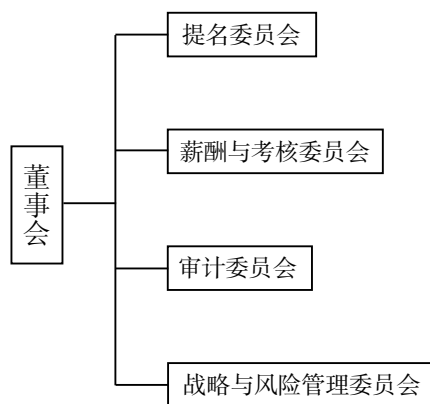 董事会
提名委员会
薪酬与考核委员会
审计委员会
战略与风险管理委员会